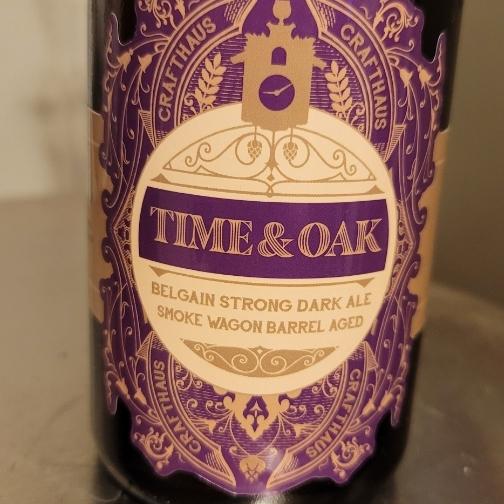 CRAFTHAUS CRAFTHAUS
TIME & OAK
BELGAIN STRONG DARK ALE
SMOKE WAGON BARREL AGED
CRAFTHAUS CRAFTHAUS